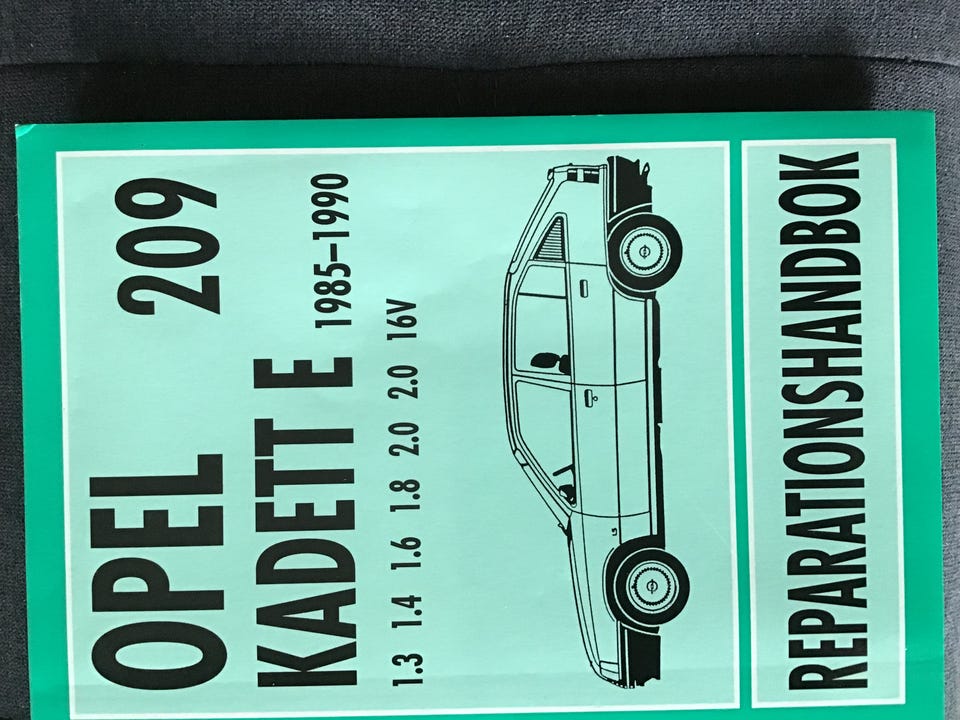 OPEL 209
KADETT E 1985–1990
1.3 1.4 1.6 1.8 2.0 2.0 16V
LS
REPARATIONSHANDBOK